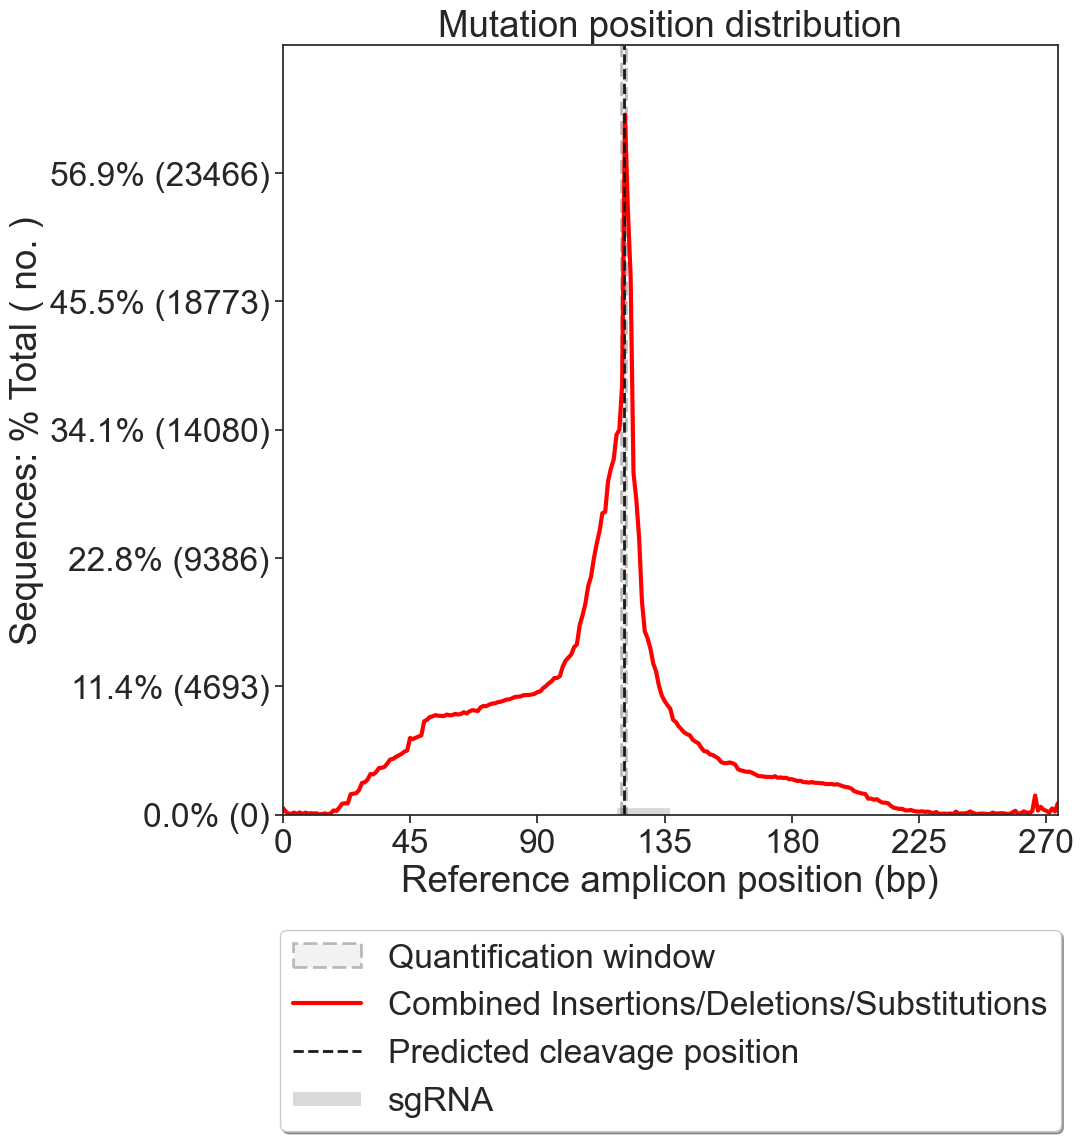 Mutation position distribution
Sequences: % Total ( no. )
56.9% (23466)
45.5% (18773)
34.1% (14080)
22.8% (9386)
11.4% (4693)
0.0% (0)
0 45 90 135 180 225 270
Reference amplicon position (bp)
Quantification window
Combined Insertions/Deletions/Substitutions
Predicted cleavage position
sgRNA